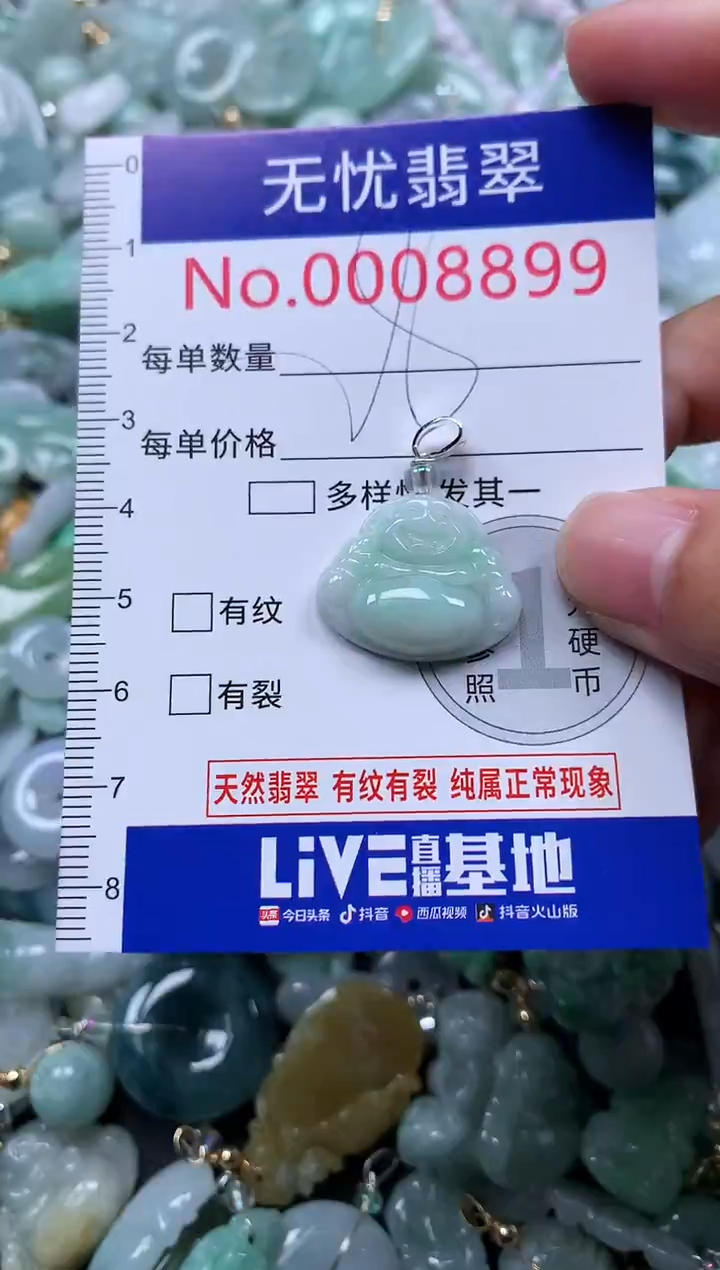 无忧翡翠
No.0008899
每单数量
每单价格
多样 发其一
有纹
有裂
1
硬
照 币
天然翡翠 有纹有裂 纯属正常现象
LiVE直播基地
头条 今日头条 抖音 西瓜视频 抖音火山版
0
1
2
3
4
5
6
7
8